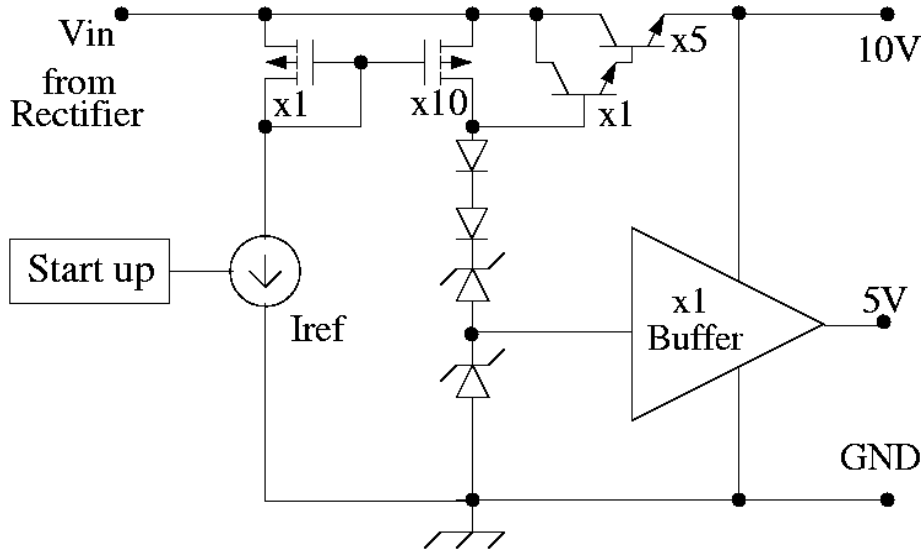 Vin
from
Rectifier
x1
x10
x5
x1
10V
Start up
Iref
x1
Buffer
5V
GND